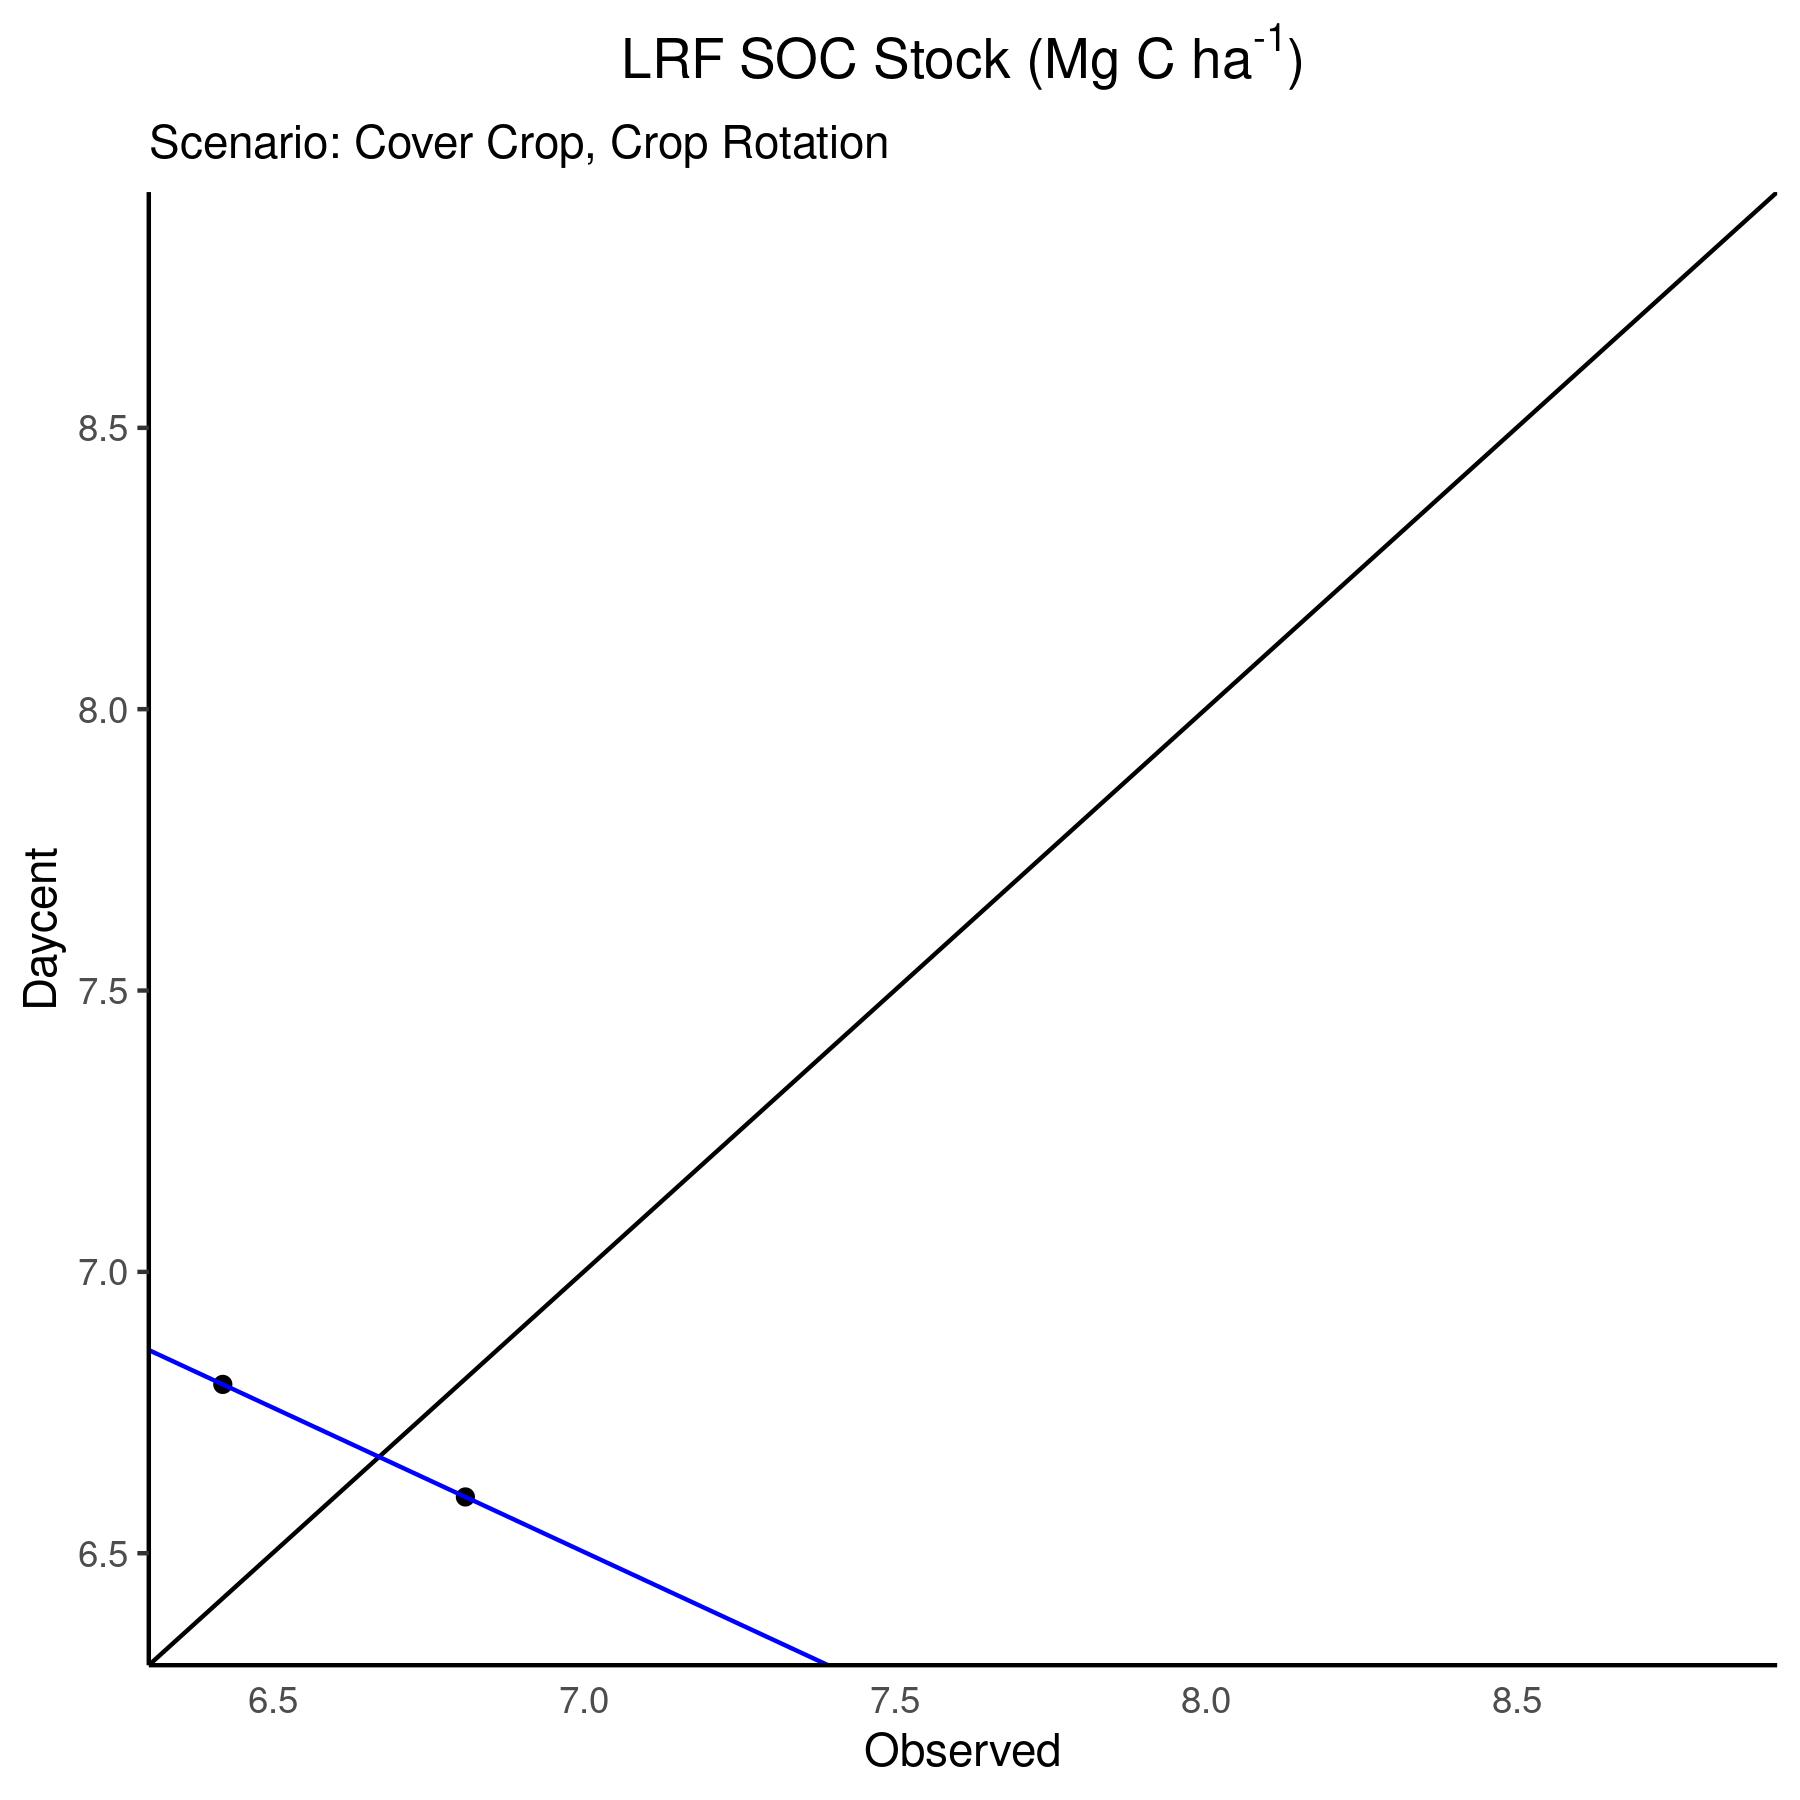 LRF SOC Stock (Mg C ha⁻¹)
Scenario: Cover Crop, Crop Rotation
8.5
8.0
Daycent
7.5
7.0
6.5
6.5 7.0 7.5 8.0 8.5
Observed